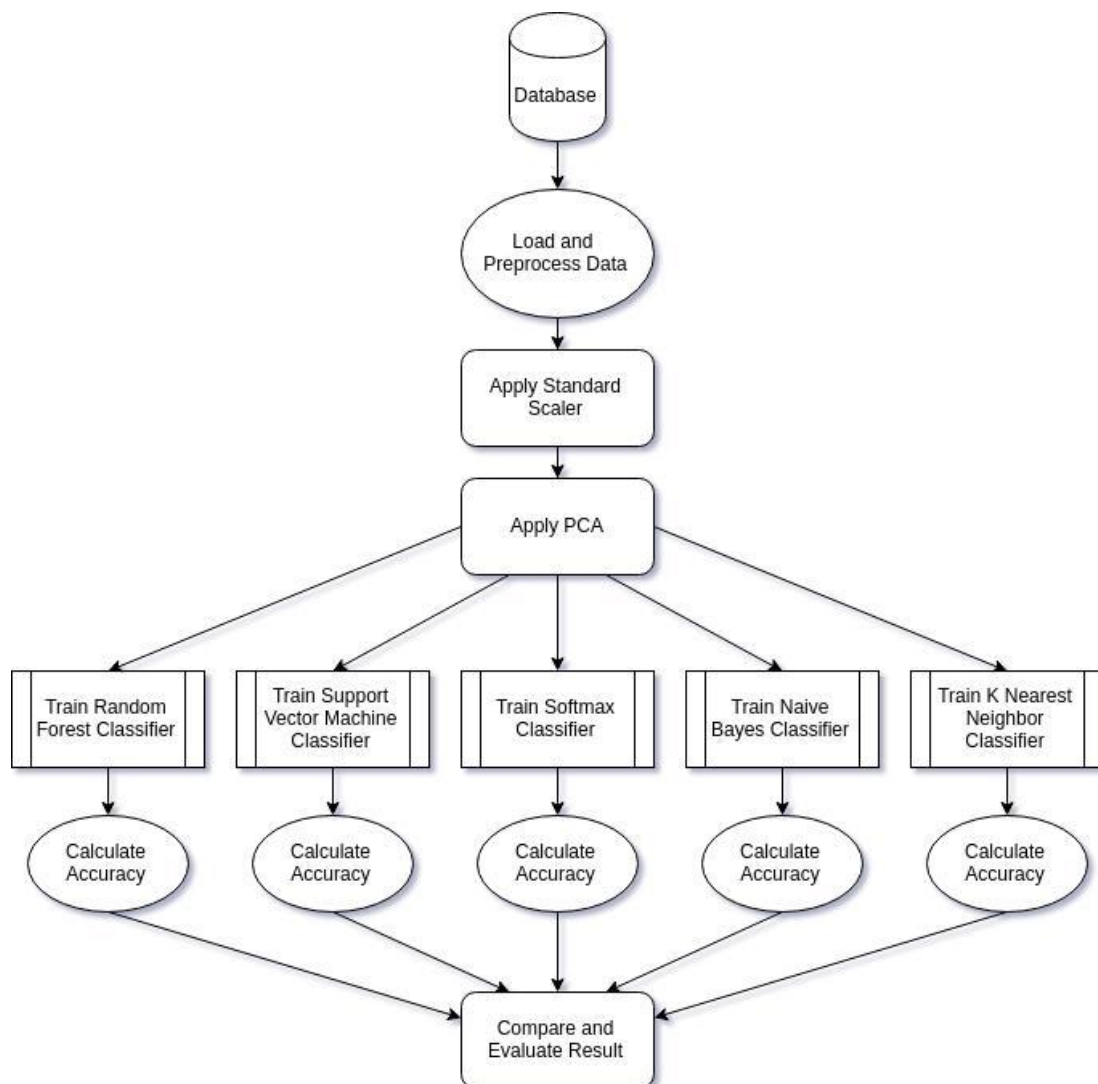 Database
Load and
Preprocess Data
Apply Standard
Scaler
Apply PCA
Train Random
Forest Classifier
Train Support
Vector Machine
Classifier
Train Softmax
Classifier
Train Naive
Bayes Classifier
Train K Nearest
Neighbor
Classifier
Calculate
Accuracy
Calculate
Accuracy
Calculate
Accuracy
Calculate
Accuracy
Calculate
Accuracy
Compare and
Evaluate Result